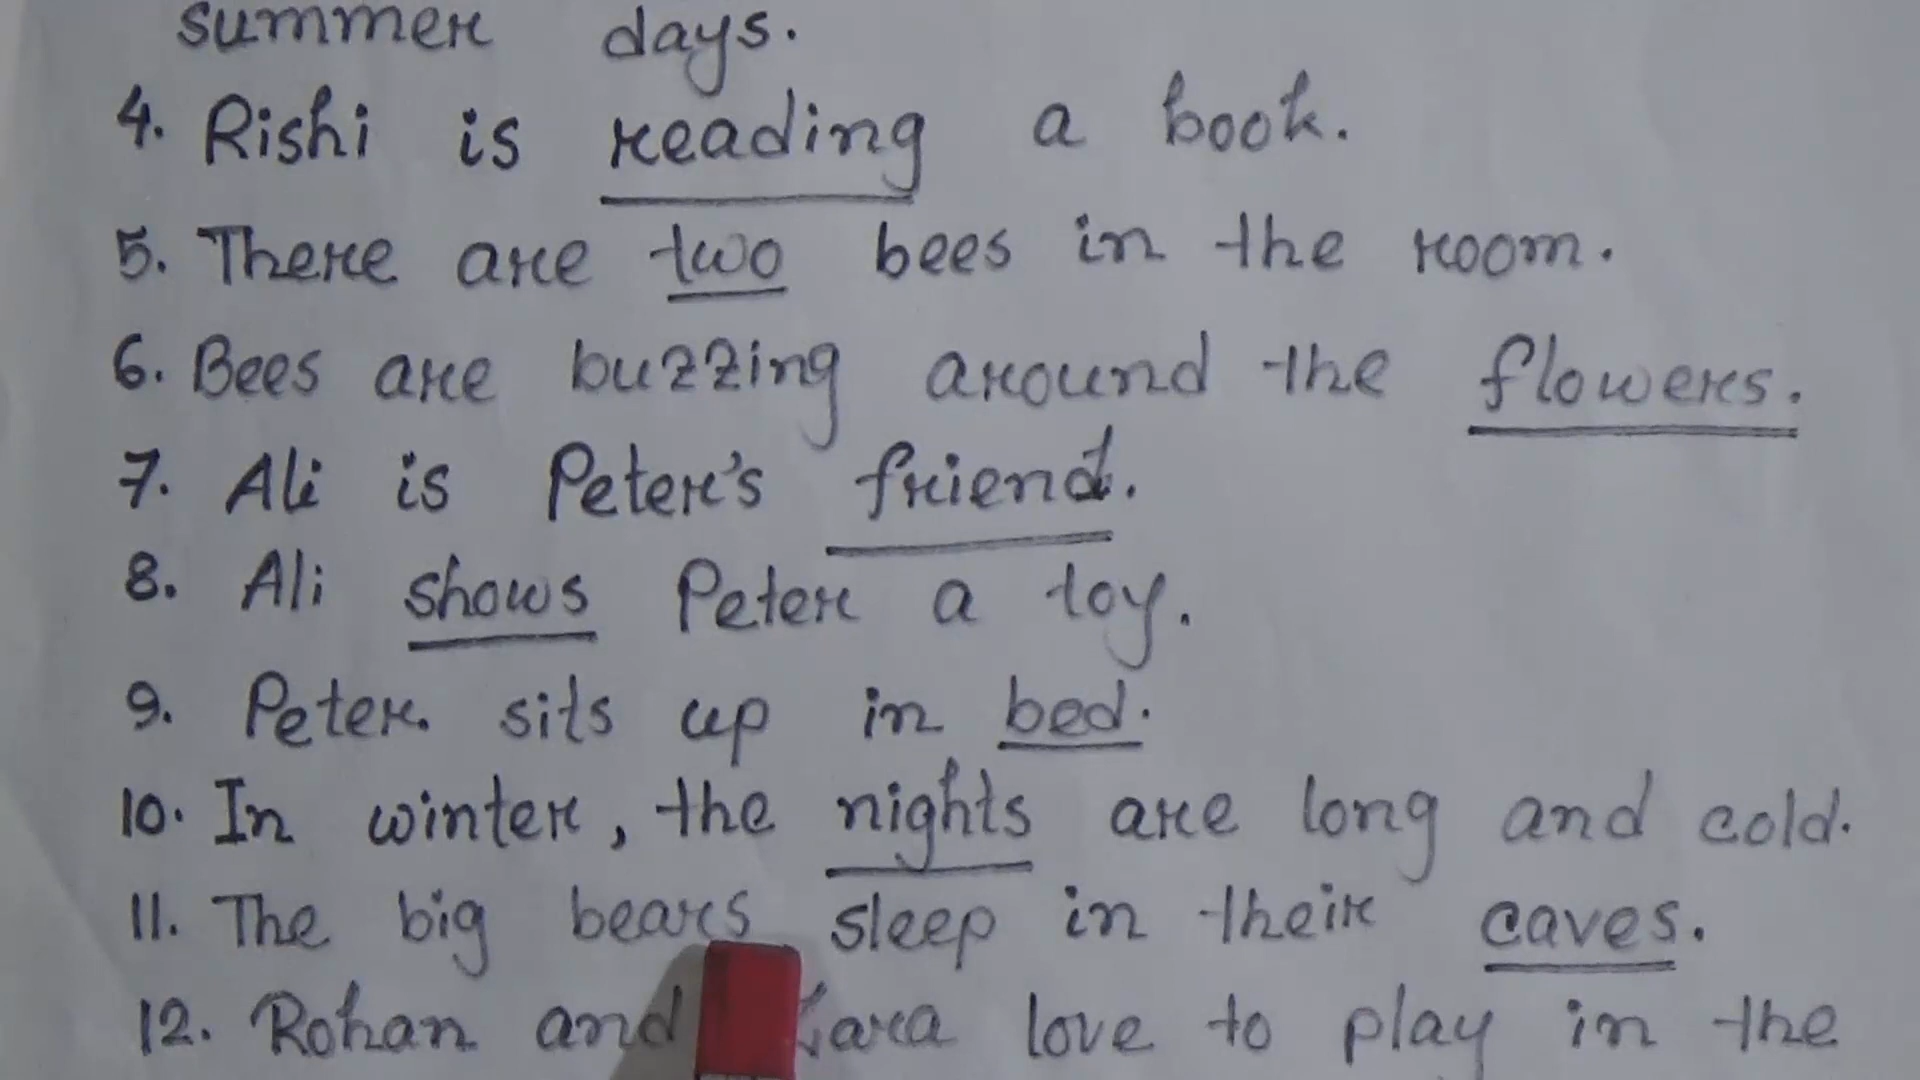 summer days.
4. Rishi is reading a book.
5. There are two bees in the room.
6. Bees are buzzing around the flowers.
7. Ali is Peter's friend.
8. Ali shows Peter a toy.
9. Peter sits up in bed.
10. In winter, the nights are long and cold.
11. The big bears sleep in their caves.
12. Rohan and love to play in the